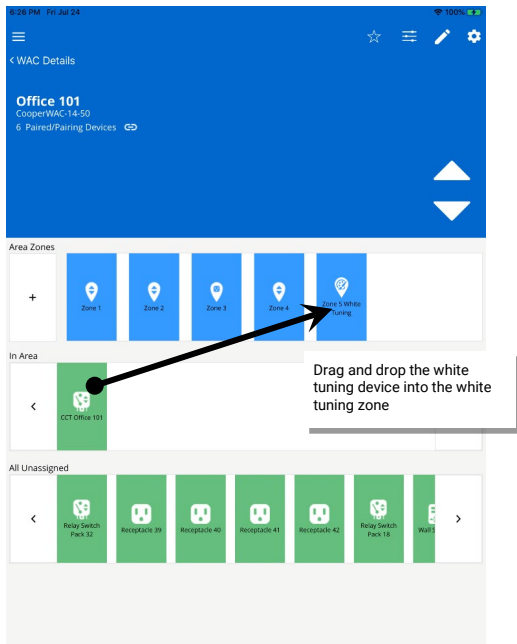 6:26 PM Fri Jul 24
100%
< WAC Details
Office 101
CooperWAC-14-50
6 Paired/Pairing Devices
Area Zones
+
Zone 1
Zone 2
Zone 3
Zone 4
Zone 5 White
Tuning
In Area
Drag and drop the white
tuning device into the white
tuning zone
<
CCT Office 101
All Unassigned
<
Relay Switch
Pack 32
Receptacle 39
Receptacle 40
Receptacle 41
Receptacle 42
Relay Switch
Pack 18
Wall
>